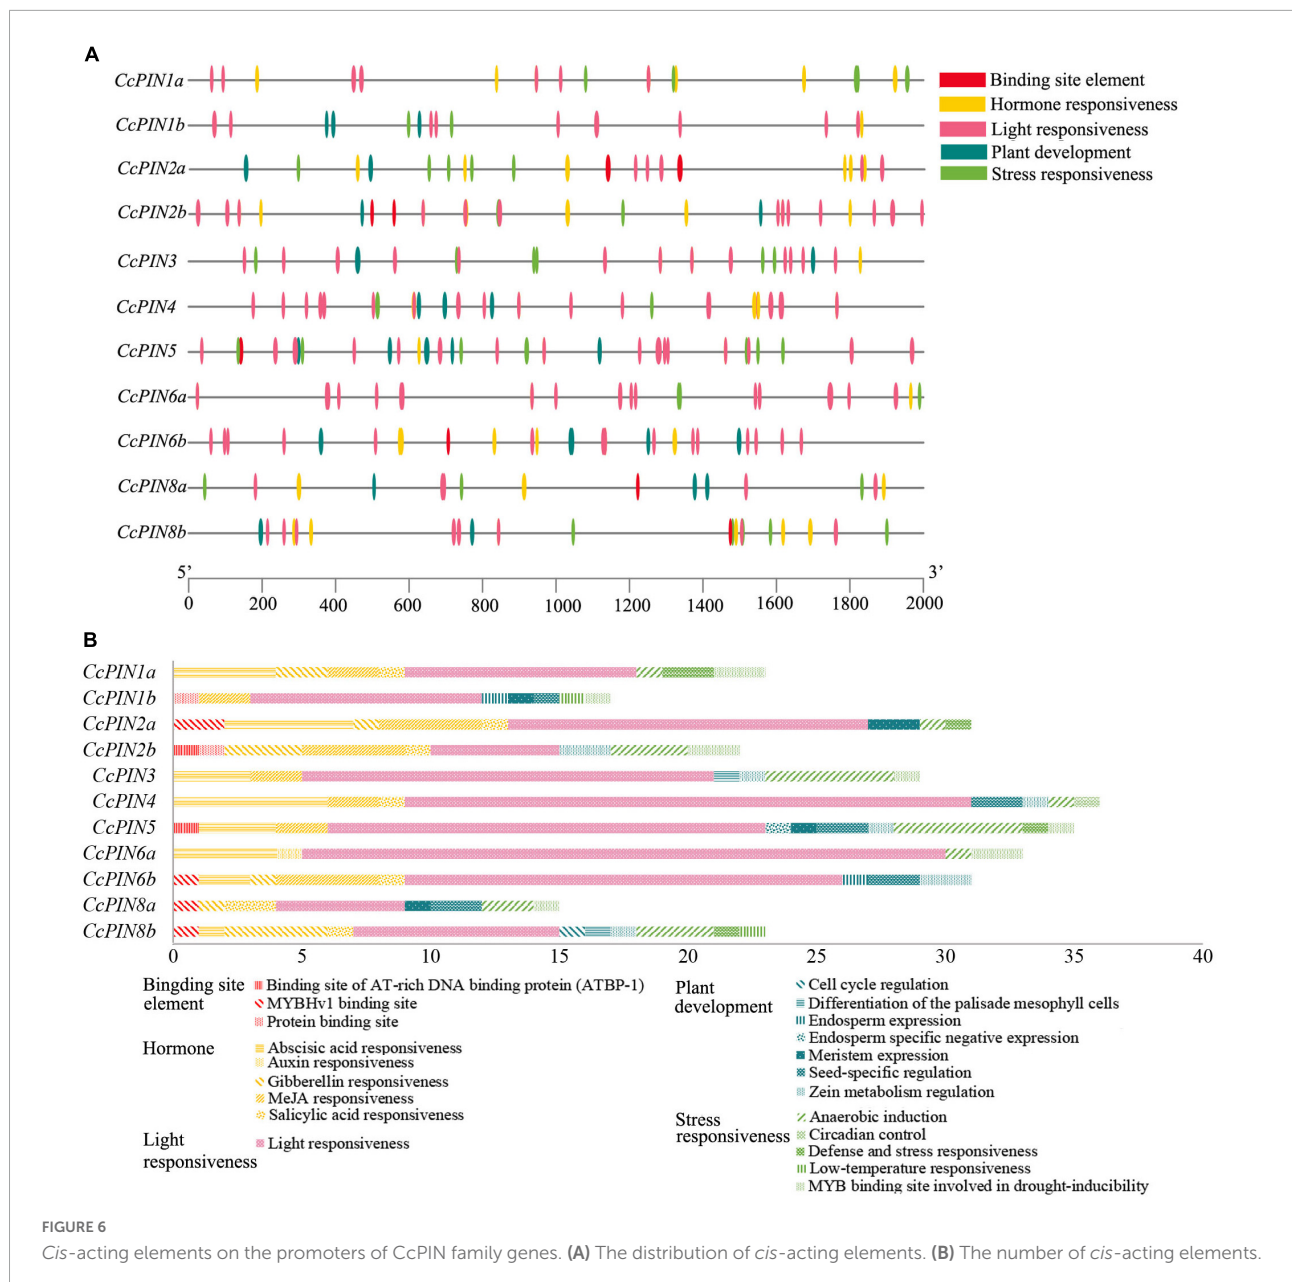 A
CcPIN1a
CcPIN1b
CcPIN2a
CcPIN2b
CcPIN3
CcPIN4
CcPIN5
CcPIN6a
CcPIN6b
CcPIN8a
CcPIN8b
Binding site element
Hormone responsiveness
Light responsiveness
Plant development
Stress responsiveness
5’ 3’
0 200 400 600 800 1000 1200 1400 1600 1800 2000
B
CcPIN1a
CcPIN1b
CcPIN2a
CcPIN2b
CcPIN3
CcPIN4
CcPIN5
CcPIN6a
CcPIN6b
CcPIN8a
CcPIN8b
0 5 10 15 20 25 30 35 40
Bingding site
element
Binding site of AT-rich DNA binding protein (ATBP-1)
MYBHv1 binding site
Protein binding site
Hormone
Abscisic acid responsiveness
Auxin responsiveness
Gibberellin responsiveness
MeJA responsiveness
Salicylic acid responsiveness
Light
responsiveness
Light responsiveness
Plant
development
Cell cycle regulation
Differentiation of the palisade mesophyll cells
Endosperm expression
Endosperm specific negative expression
Meristem expression
Seed-specific regulation
Zein metabolism regulation
Stress
responsiveness
Anaerobic induction
Circadian control
Defense and stress responsiveness
Low-temperature responsiveness
MYB binding site involved in drought-inducibility
FIGURE 6
Cis-acting elements on the promoters of CcPIN family genes. (A) The distribution of cis-acting elements. (B) The number of cis-acting elements.